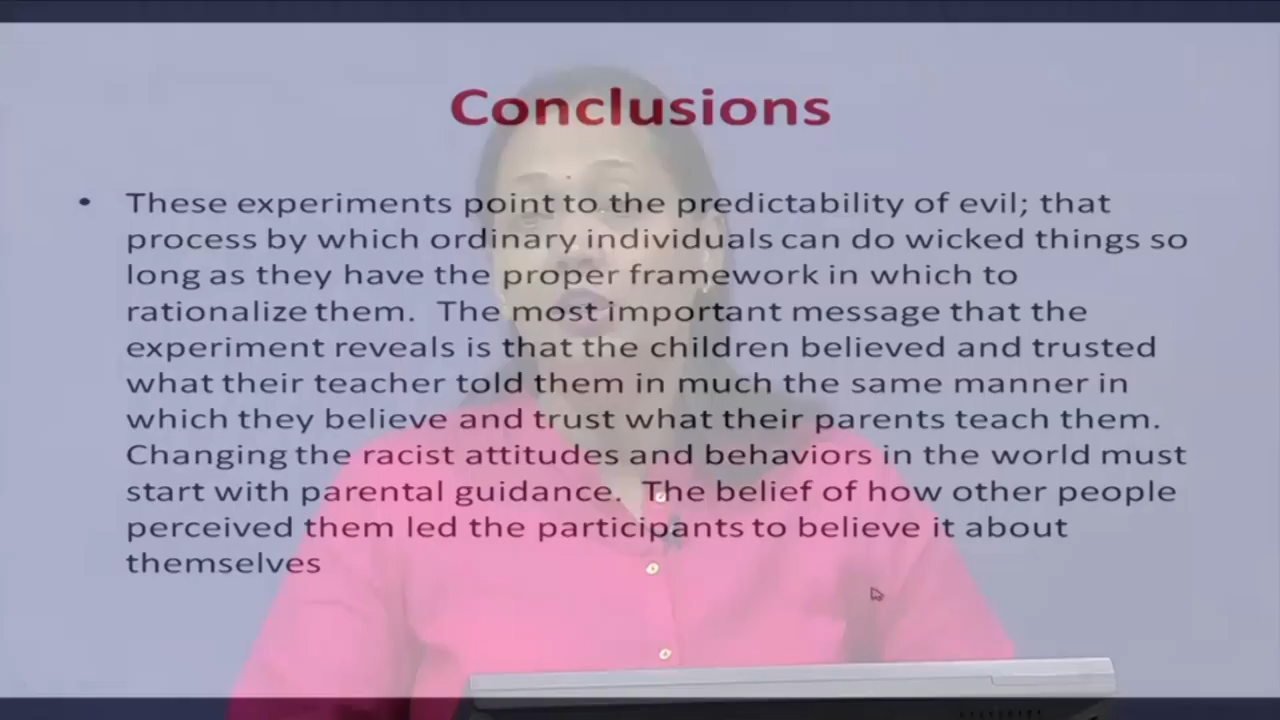 Conclusions
• These experiments point to the predictability of evil; that
process by which ordinary individuals can do wicked things so
long as they have the proper framework in which to
rationalize them. The most important message that the
experiment reveals is that the children believed and trusted
what their teacher told them in much the same manner in
which they believe and trust what their parents teach them.
Changing the racist attitudes and behaviors in the world must
start with parental guidance. The belief of how other people
perceived them led the participants to believe it about
themselves